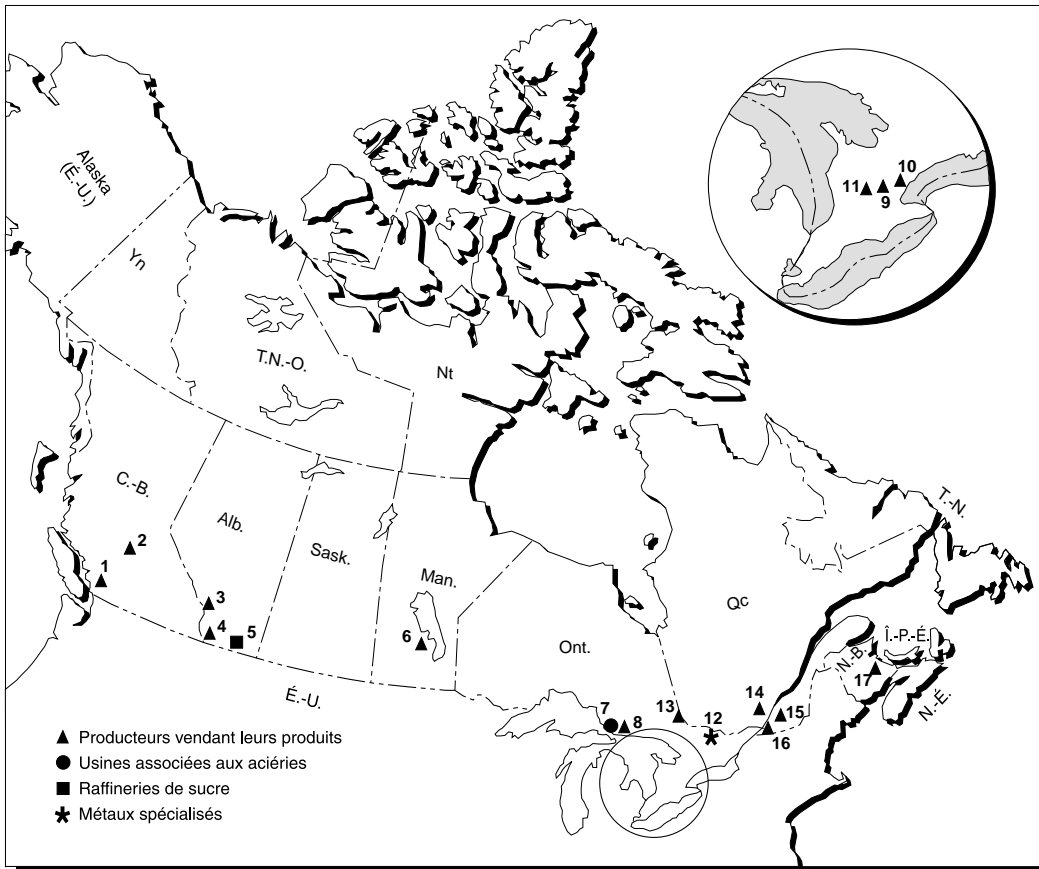 Alaska
(É.-U.)
Yn
T.N.-O.
Nt
C.-B.
Alb.
Sask.
Man.
Ont.
Qc
T.-N.
Î.-P.-É.
N.-B.
N.-É.
É.-U.
1
2
3
4
5
6
7
8
13
12
14
15
16
17
11
9
10
Producteurs vendant leurs produits
Usines associées aux aciéries
Raffineries de sucre
Métaux spécialisés